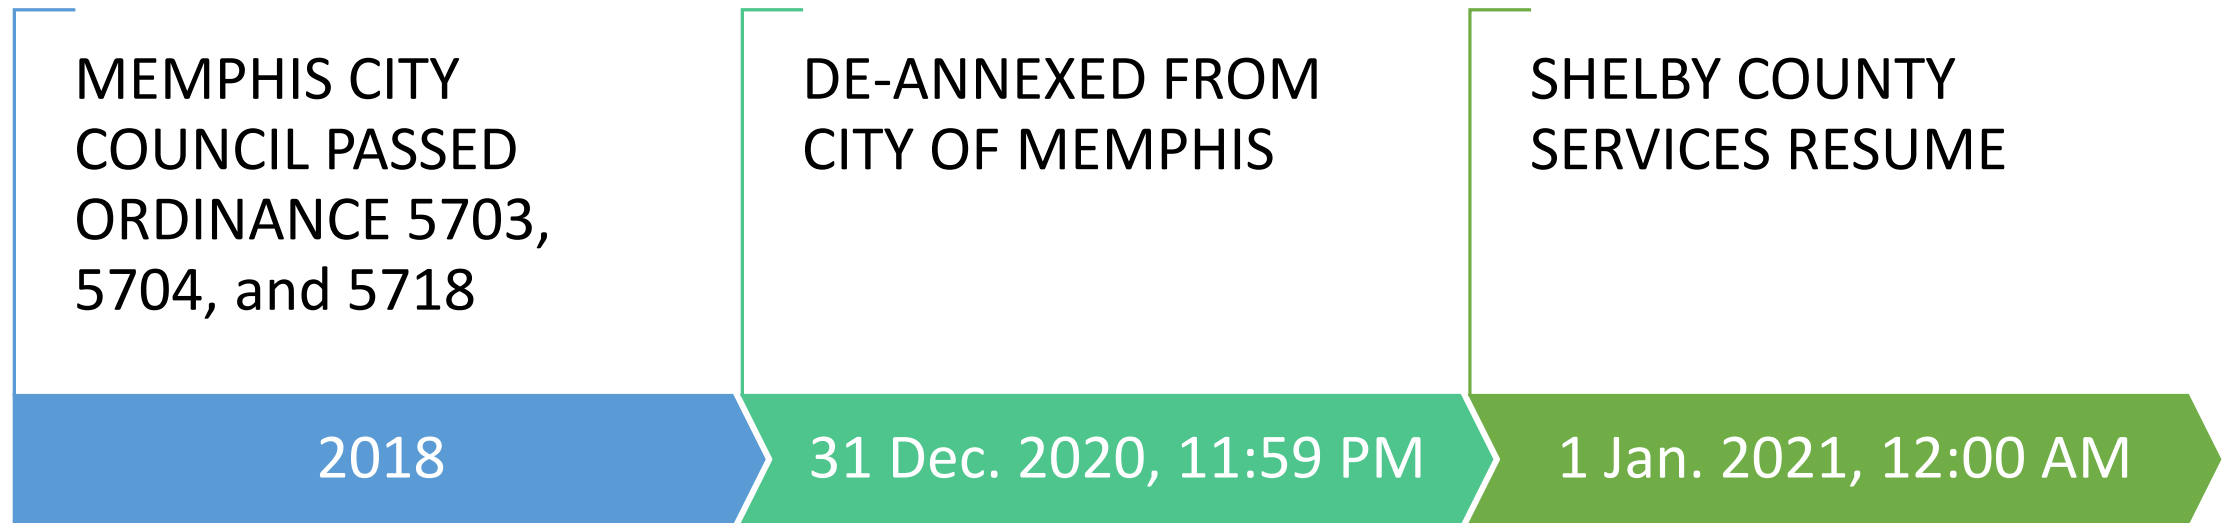 MEMPHIS CITY
COUNCIL PASSED
ORDINANCE 5703,
5704, and 5718
2018
DE-ANNEXED FROM
CITY OF MEMPHIS
31 Dec. 2020, 11:59 PM
SHELBY COUNTY
SERVICES RESUME
1 Jan. 2021, 12:00 AM